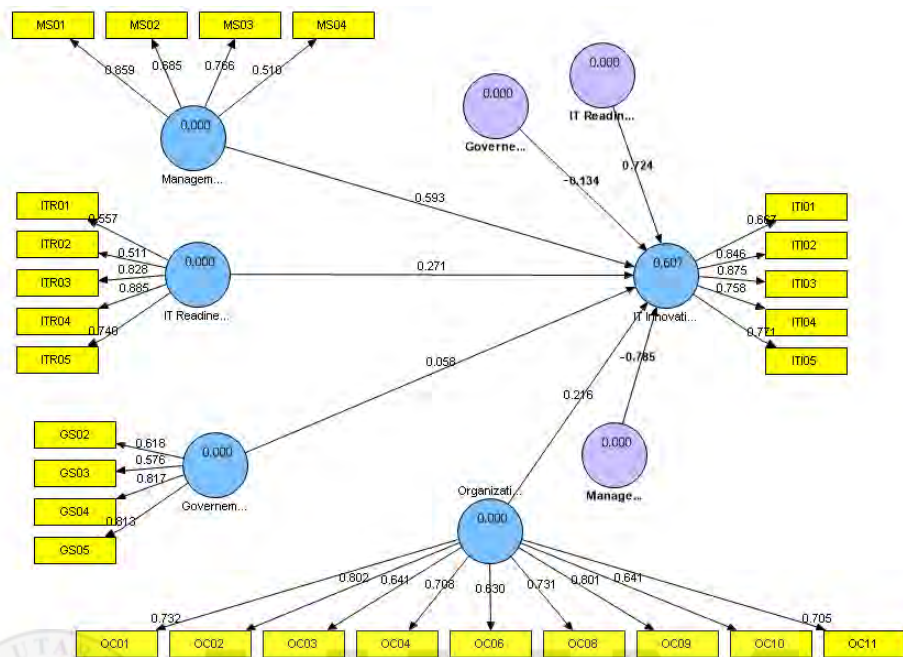 MS01
MS02
MS03
MS04
0.859
0.685
0.766
0.510
0.000
Managem...
0.000
Governe...
0.000
IT Readin...
-0.134
0.724
0.593
ITR01
ITR02
ITR03
ITR04
ITR05
0.557
0.511
0.828
0.885
0.740
0.000
IT Readine...
0.271
0.607
IT Innovati...
0.667
0.846
0.875
0.758
0.771
ITI01
ITI02
ITI03
ITI04
ITI05
0.058
0.216
-0.785
GS02
GS03
GS04
GS05
0.618
0.576
0.817
0.813
0.000
Governem...
0.000
Manage...
Organizati...
0.000
0.732
0.802
0.641
0.708
0.630
0.731
0.801
0.641
0.705
OC01
OC02
OC03
OC04
OC06
OC08
OC09
OC10
OC11